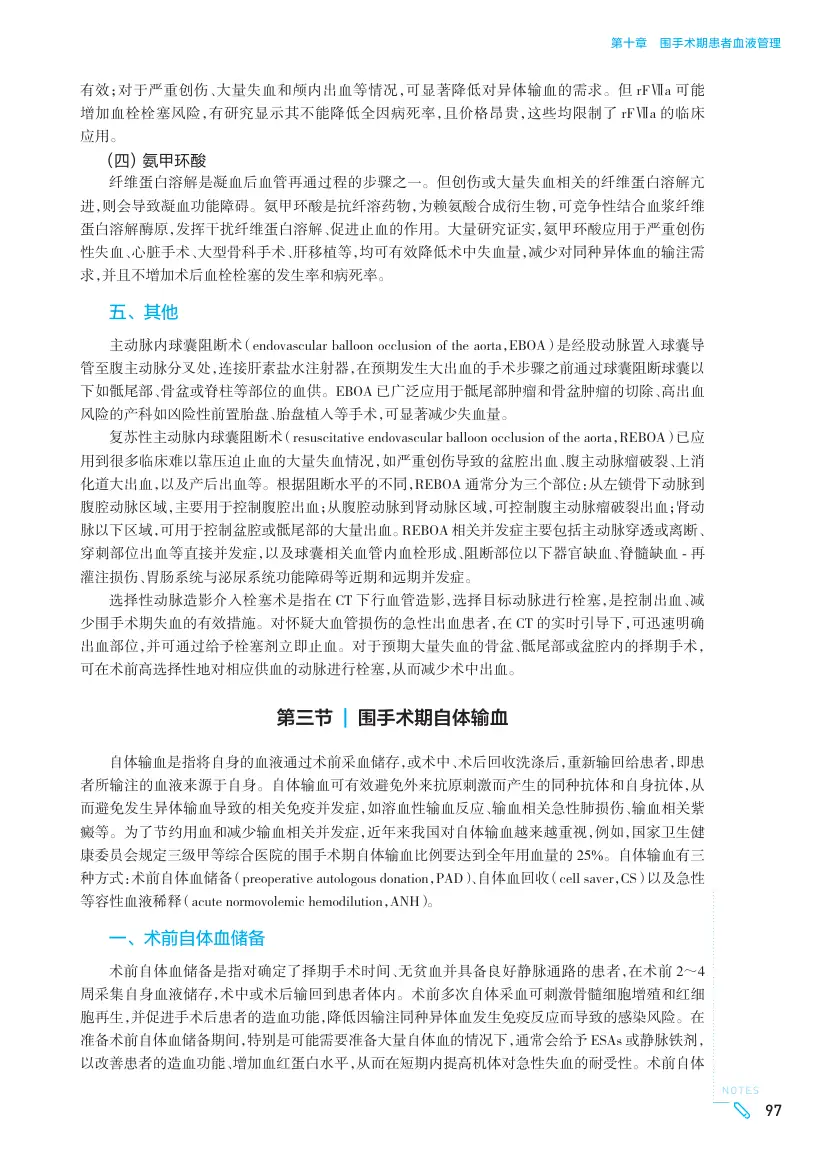 第十章　围手术期患者血液管理
有效；对于严重创伤、大量失血和颅内出血等情况，可显著降低对异体输血的需求。但 rFⅦa 可能
增加血栓栓塞风险，有研究显示其不能降低全因病死率，且价格昂贵，这些均限制了 rFⅦa 的临床
应用。
（四）氨甲环酸
纤维蛋白溶解是凝血后血管再通过程的步骤之一。但创伤或大量失血相关的纤维蛋白溶解亢
进，则会导致凝血功能障碍。氨甲环酸是抗纤溶药物，为赖氨酸合成衍生物，可竞争性结合血浆纤维
蛋白溶解酶原，发挥干扰纤维蛋白溶解、促进止血的作用。大量研究证实，氨甲环酸应用于严重创伤
性失血、心脏手术、大型骨科手术、肝移植等，均可有效降低术中失血量，减少对同种异体血的输注需
求，并且不增加术后血栓栓塞的发生率和病死率。
五、其他
主动脉内球囊阻断术（endovascular balloon occlusion of the aorta，EBOA）是经股动脉置入球囊导
管至腹主动脉分叉处，连接肝素盐水注射器，在预期发生大出血的手术步骤之前通过球囊阻断球囊以
下如骶尾部、骨盆或脊柱等部位的血供。EBOA 已广泛应用于骶尾部肿瘤和骨盆肿瘤的切除、高出血
风险的产科如凶险性前置胎盘、胎盘植入等手术，可显著减少失血量。
复苏性主动脉内球囊阻断术（resuscitative endovascular balloon occlusion of the aorta，REBOA）已应
用到很多临床难以靠压迫止血的大量失血情况，如严重创伤导致的盆腔出血、腹主动脉瘤破裂、上消
化道大出血，以及产后出血等。根据阻断水平的不同，REBOA 通常分为三个部位：从左锁骨下动脉到
腹腔动脉区域，主要用于控制腹腔出血；从腹腔动脉到肾动脉区域，可控制腹主动脉瘤破裂出血；肾动
脉以下区域，可用于控制盆腔或骶尾部的大量出血。REBOA 相关并发症主要包括主动脉穿透或离断、
穿刺部位出血等直接并发症，以及球囊相关血管内血栓形成、阻断部位以下器官缺血、脊髓缺血 - 再
灌注损伤、胃肠系统与泌尿系统功能障碍等近期和远期并发症。
选择性动脉造影介入栓塞术是指在 CT 下行血管造影，选择目标动脉进行栓塞，是控制出血、减
少围手术期失血的有效措施。对怀疑大血管损伤的急性出血患者，在 CT 的实时引导下，可迅速明确
出血部位，并可通过给予栓塞剂立即止血。对于预期大量失血的骨盆、骶尾部或盆腔内的择期手术，
可在术前高选择性地对相应供血的动脉进行栓塞，从而减少术中出血。
第三节 | 围手术期自体输血
自体输血是指将自身的血液通过术前采血储存，或术中、术后回收洗涤后，重新输回给患者，即患
者所输注的血液来源于自身。自体输血可有效避免外来抗原刺激而产生的同种抗体和自身抗体，从
而避免发生异体输血导致的相关免疫并发症，如溶血性输血反应、输血相关急性肺损伤、输血相关紫
癜等。为了节约用血和减少输血相关并发症，近年来我国对自体输血越来越重视，例如，国家卫生健
康委员会规定三级甲等综合医院的围手术期自体输血比例要达到全年用血量的 25%。自体输血有三
种方式：术前自体血储备（preoperative autologous donation，PAD）、自体血回收（cell saver，CS）以及急性
等容性血液稀释（acute normovolemic hemodilution，ANH）。
一、术前自体血储备
术前自体血储备是指对确定了择期手术时间、无贫血并具备良好静脉通路的患者，在术前 2～4
周采集自身血液储存，术中或术后输回到患者体内。术前多次自体采血可刺激骨髓细胞增殖和红细
胞再生，并促进手术后患者的造血功能，降低因输注同种异体血发生免疫反应而导致的感染风险。在
准备术前自体血储备期间，特别是可能需要准备大量自体血的情况下，通常会给予 ESAs 或静脉铁剂，
以改善患者的造血功能、增加血红蛋白水平，从而在短期内提高机体对急性失血的耐受性。术前自体
NOTES
97